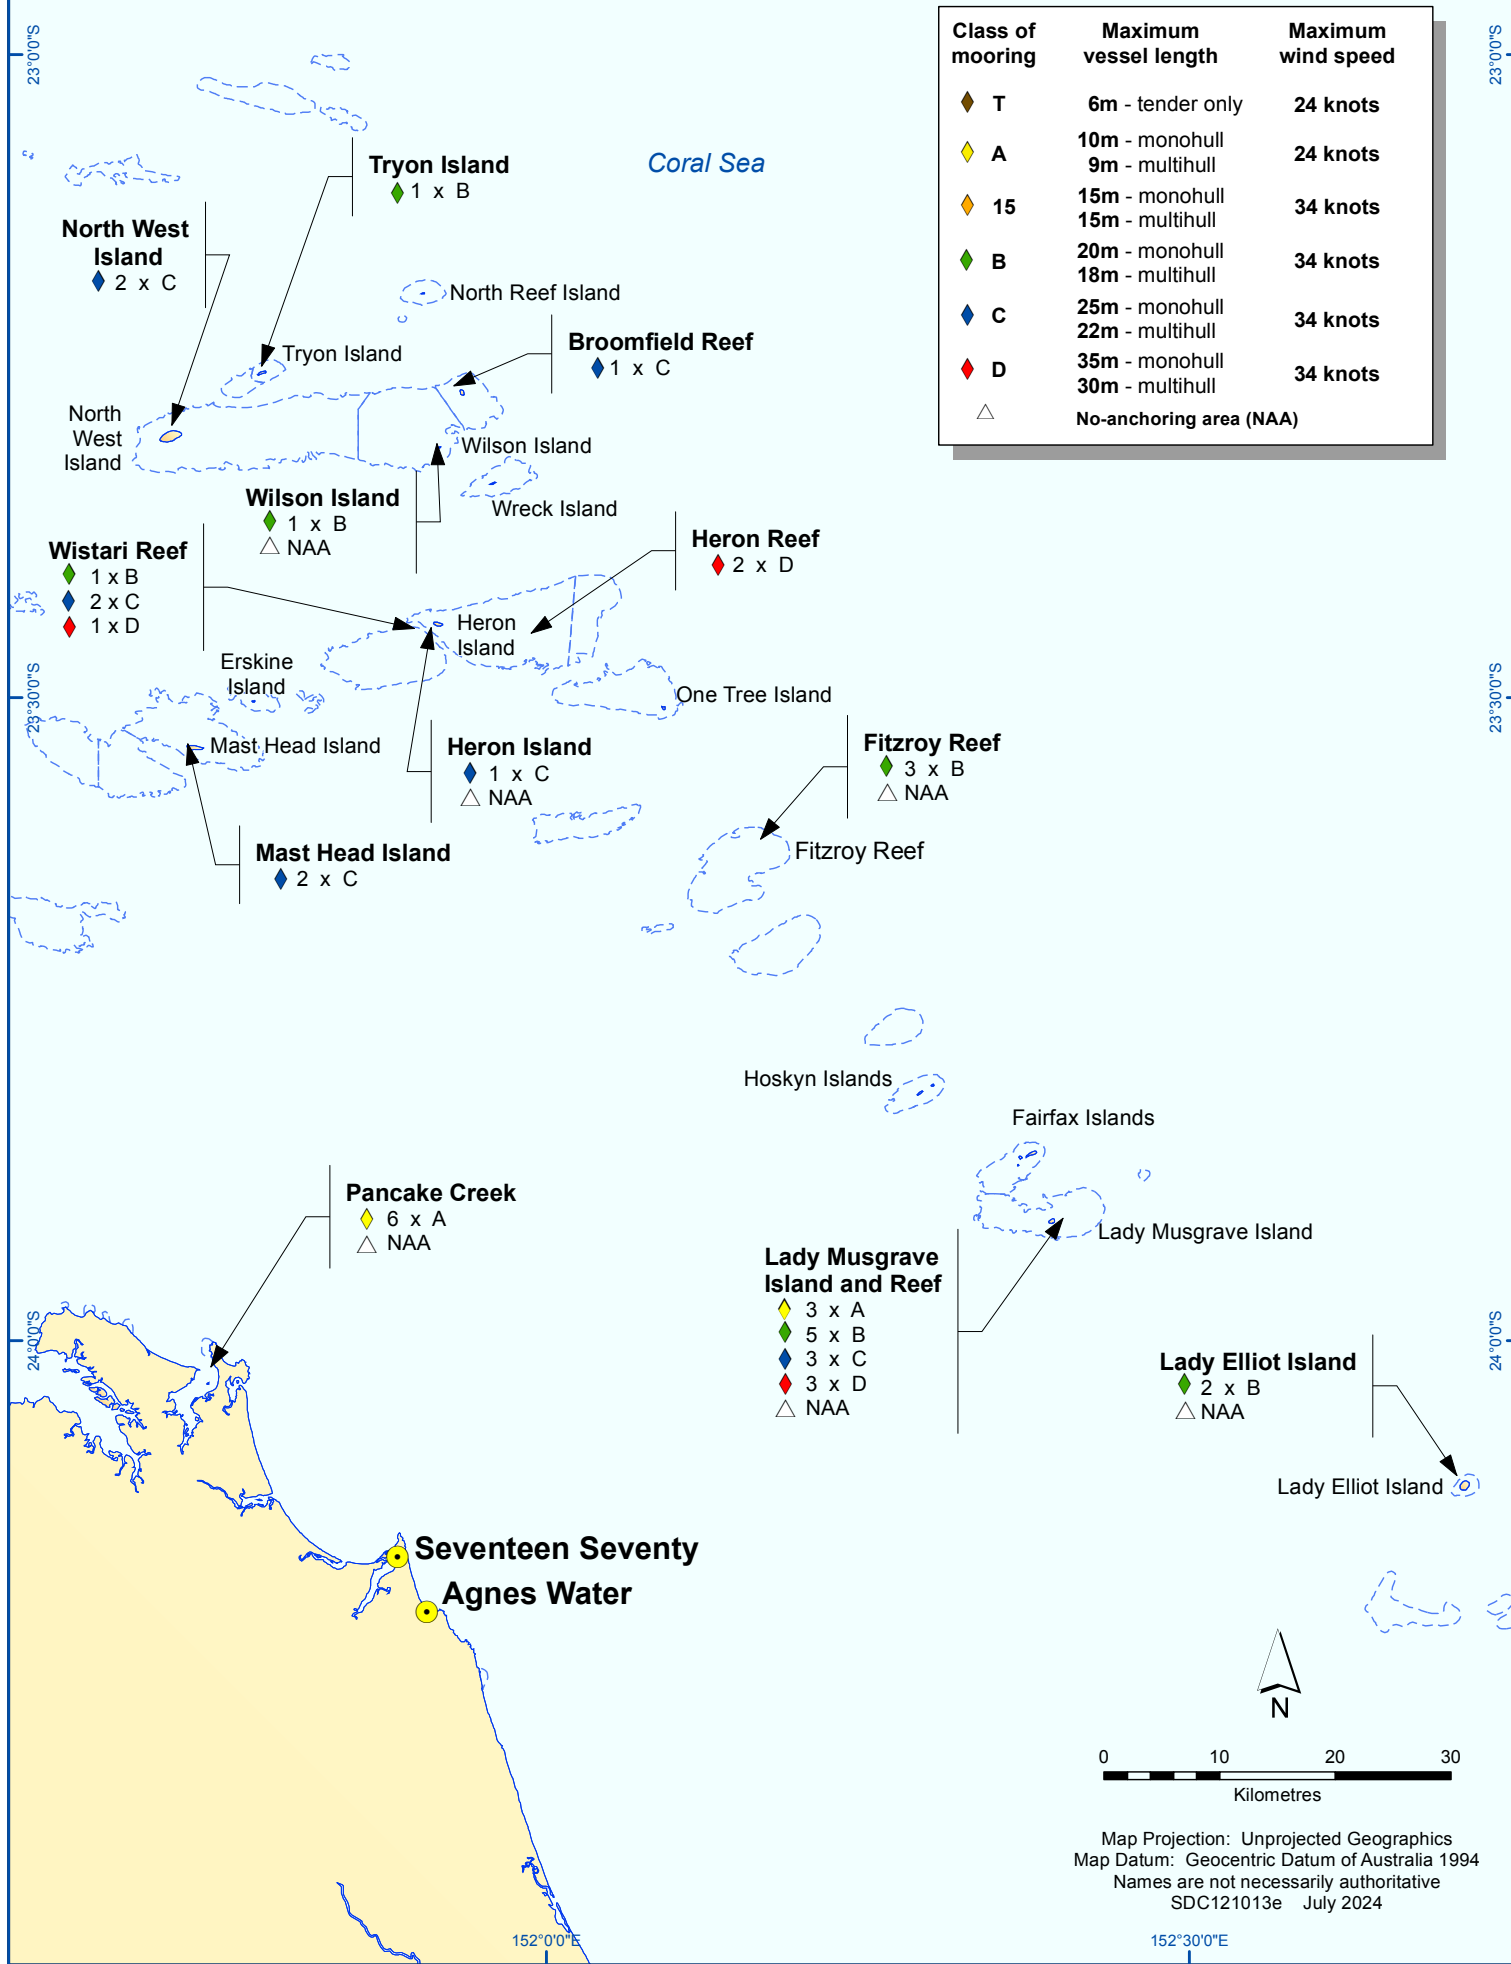 23°0'0"S
23°0'0"S
Class of mooring
Maximum vessel length
Maximum wind speed
T 6m - tender only 24 knots
A 10m - monohull 24 knots
9m - multihull
15 15m - monohull 34 knots
15m - multihull
B 20m - monohull 34 knots
18m - multihull
C 25m - monohull 34 knots
22m - multihull
D 35m - monohull 34 knots
30m - multihull
No-anchoring area (NAA)
Coral Sea
Tryon Island
1 x B
North West
Island
2 x C
North Reef Island
Broomfield Reef
1 x C
Tryon Island
North
West
Island
Wilson Island
Wilson Island
1 x B
NAA
Wreck Island
Wistari Reef
1 x B
2 x C
1 x D
Heron Reef
2 x D
Heron
Island
Erskine
Island
23°30'0"S
23°30'0"S
One Tree Island
Mast Head Island
Heron Island
1 x C
NAA
Fitzroy Reef
3 x B
NAA
Mast Head Island
2 x C
Fitzroy Reef
Hoskyn Islands
Fairfax Islands
Pancake Creek
6 x A
NAA
Lady Musgrave Island
Lady Musgrave
Island and Reef
3 x A
5 x B
3 x C
3 x D
NAA
24°0'0"S
24°0'0"S
Lady Elliot Island
2 x B
NAA
Lady Elliot Island
Seventeen Seventy
Agnes Water
N
0 10 20 30
Kilometres
Map Projection: Unprojected Geographics
Map Datum: Geocentric Datum of Australia 1994
Names are not necessarily authoritative
SDC121013e July 2024
152°0'0"E
152°30'0"E